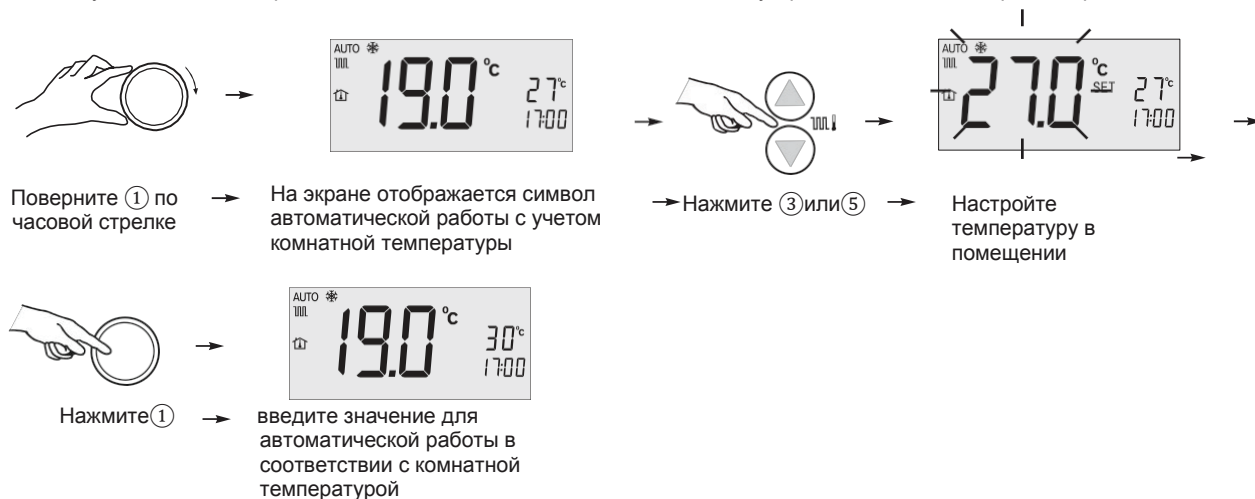 AUTO
19.0 °c
27°c
17:00
AUTO
27.0 °c
SET
27°c
17:00
Поверните ① по
часовой стрелке
На экране отображается символ
автоматической работы с учетом
комнатной температуры
Нажмите ③или⑤
Настройте
температуру в
помещении
AUTO
19.0 °c
30°c
17:00
Нажмите①
введите значение для
автоматической работы в
соответствии с комнатной
температурой